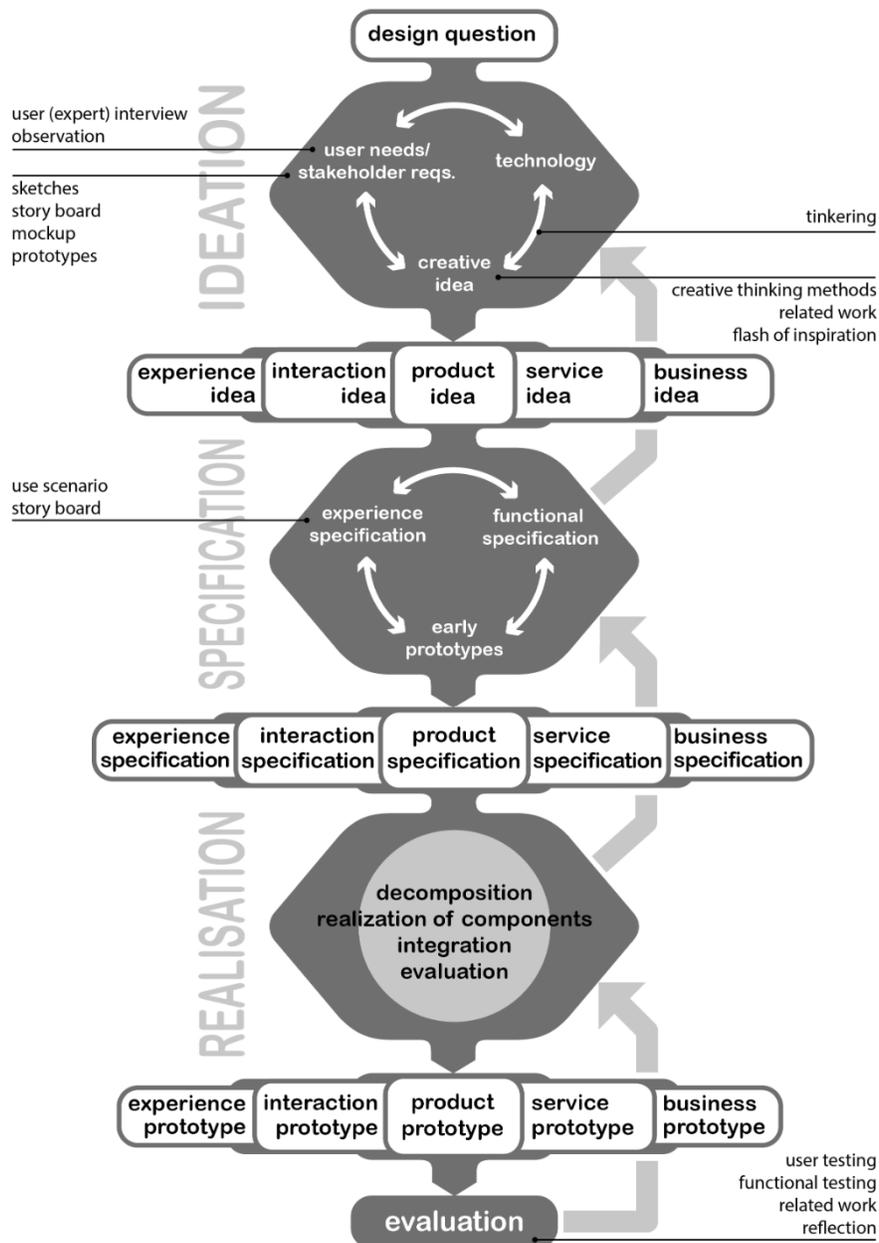 design question
IDEATION
user (expert) interview
observation
sketches
story board
mockup
prototypes
user needs/
stakeholder reqs.
technology
creative
idea
tinkering
creative thinking methods
related work
flash of inspiration
experience
idea
interaction
idea
product
idea
service
idea
business
idea
SPECIFICATION
use scenario
story board
experience
specification
functional
specification
early
prototypes
experience
specification
interaction
specification
product
specification
service
specification
business
specification
REALISATION
decomposition
realization of components
integration
evaluation
experience
prototype
interaction
prototype
product
prototype
service
prototype
business
prototype
evaluation
user testing
functional testing
related work
reflection